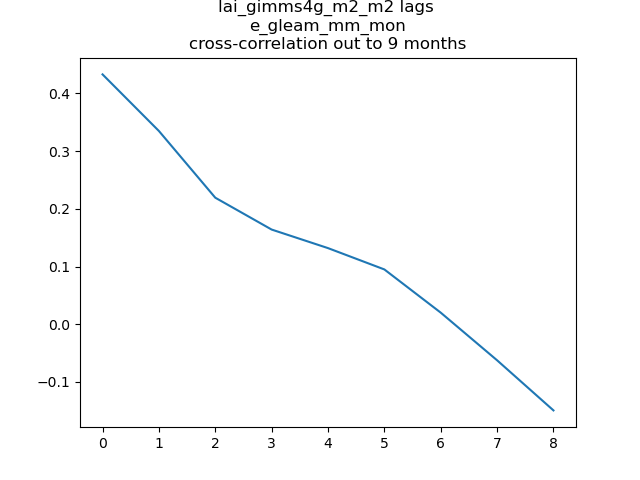 lai_gimms4g_m2_m2 lags
e_gleam_mm_mon
cross-correlation out to 9 months
0.4
0.3
0.2
0.1
0.0
−0.1
0 1 2 3 4 5 6 7 8